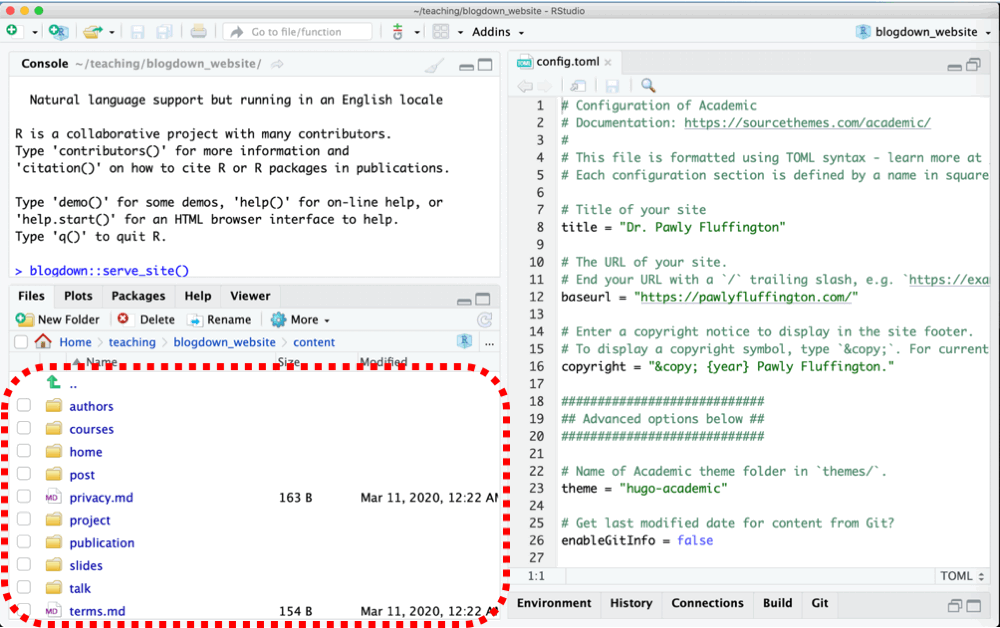 ~/teaching/blogdown_website - RStudio
Go to file/function
Addins
blogdown_website
Console ~/teaching/blogdown_website/
Natural language support but running in an English locale
R is a collaborative project with many contributors.
Type 'contributors()' for more information and
'citation()' on how to cite R or R packages in publications.
Type 'demo()' for some demos, 'help()' for on-line help, or
'help.start()' for an HTML browser interface to help.
Type 'q()' to quit R.
> blogdown::serve_site()
Files Plots Packages Help Viewer
New Folder Delete Rename More
Home teaching blogdown_website content ...
Name Size Modified
..
authors
courses
home
post
MD privacy.md 163 B Mar 11, 2020, 12:22 AM
project
publication
slides
talk
MD terms.md 154 B Mar 11, 2020, 12:22 AM
config.toml
1 # Configuration of Academic
2 # Documentation: https://sourcethemes.com/academic/
3 #
4 # This file is formatted using TOML syntax - learn more at
5 # Each configuration section is defined by a name in square
6
7 # Title of your site
8 title = "Dr. Pawly Fluffington"
9
10 # The URL of your site.
11 # End your URL with a `/` trailing slash, e.g. `https://exa
12 baseurl = "https://pawlyfluffington.com/"
13
14 # Enter a copyright notice to display in the site footer.
15 # To display a copyright symbol, type `&copy;`. For current
16 copyright = "&copy; {year} Pawly Fluffington."
17
18 ############################
19 ## Advanced options below ##
20 ############################
21
22 # Name of Academic theme folder in `themes/`.
23 theme = "hugo-academic"
24
25 # Get last modified date for content from Git?
26 enableGitInfo = false
27
1:1 TOML
Environment History Connections Build Git